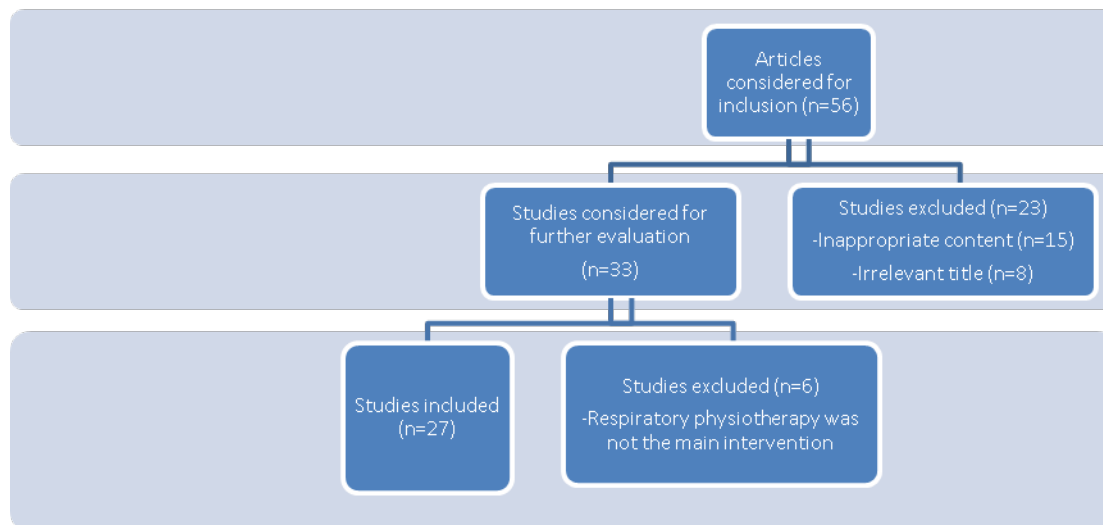 Articles
considered for
inclusion (n=56)
Studies considered for
further evaluation
(n=33)
Studies excluded (n=23)
-Inappropriate content (n=15)
-Irrelevant title (n=8)
Studies included
(n=27)
Studies excluded (n=6)
-Respiratory physiotherapy was
not the main intervention